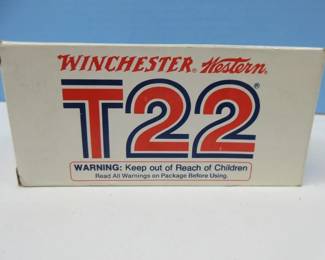 WINCHESTER® Western®
T22®
WARNING: Keep out of Reach of Children
Read All Warnings on Package Before Using.